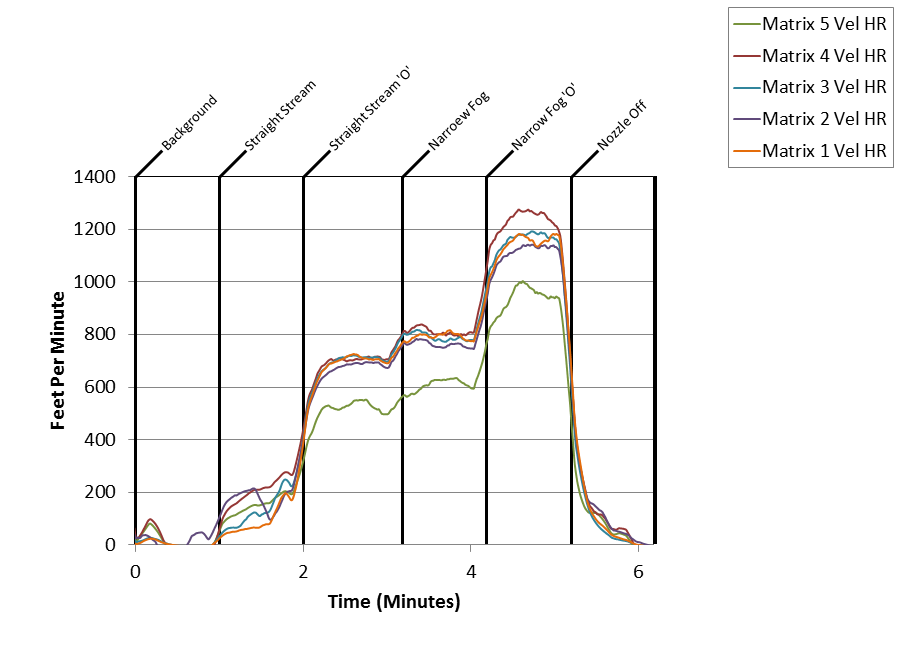 Matrix 5 Vel HR
Matrix 4 Vel HR
Matrix 3 Vel HR
Matrix 2 Vel HR
Matrix 1 Vel HR
Background
Straight Stream
Straight Stream 'O'
Narroew Fog
Narrow Fog 'O'
Nozzle Off
1400
1200
1000
800
600
400
200
0
Feet Per Minute
0 2 4 6
Time (Minutes)